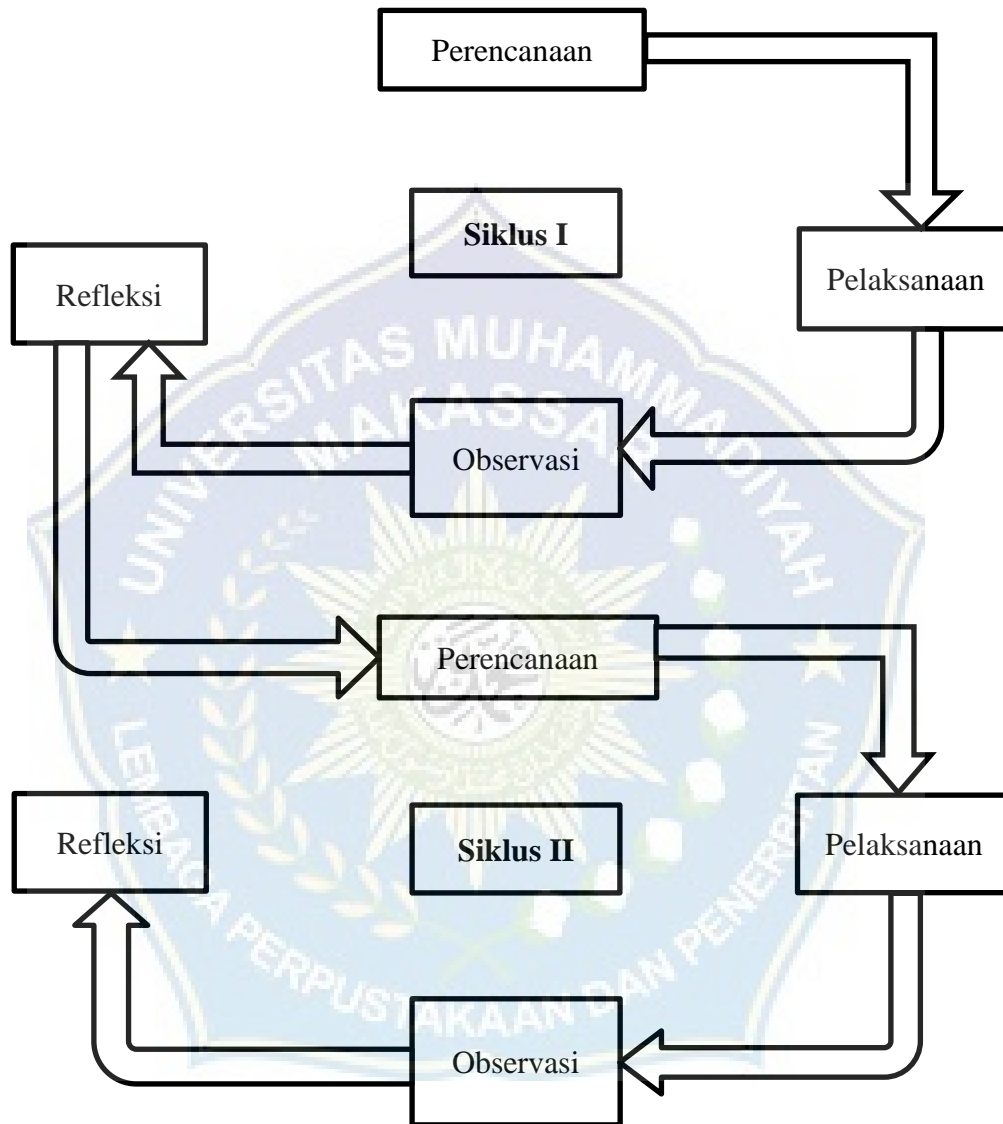 Perencanaan
Siklus I
Pelaksanaan
Refleksi
Observasi
Perencanaan
Siklus II
Pelaksanaan
Refleksi
Observasi
UNIVERSITAS MUHAMMADIYAH
MAKASSAR
LEMBAGA PERPUSTAKAAN DAN PENERBITAN